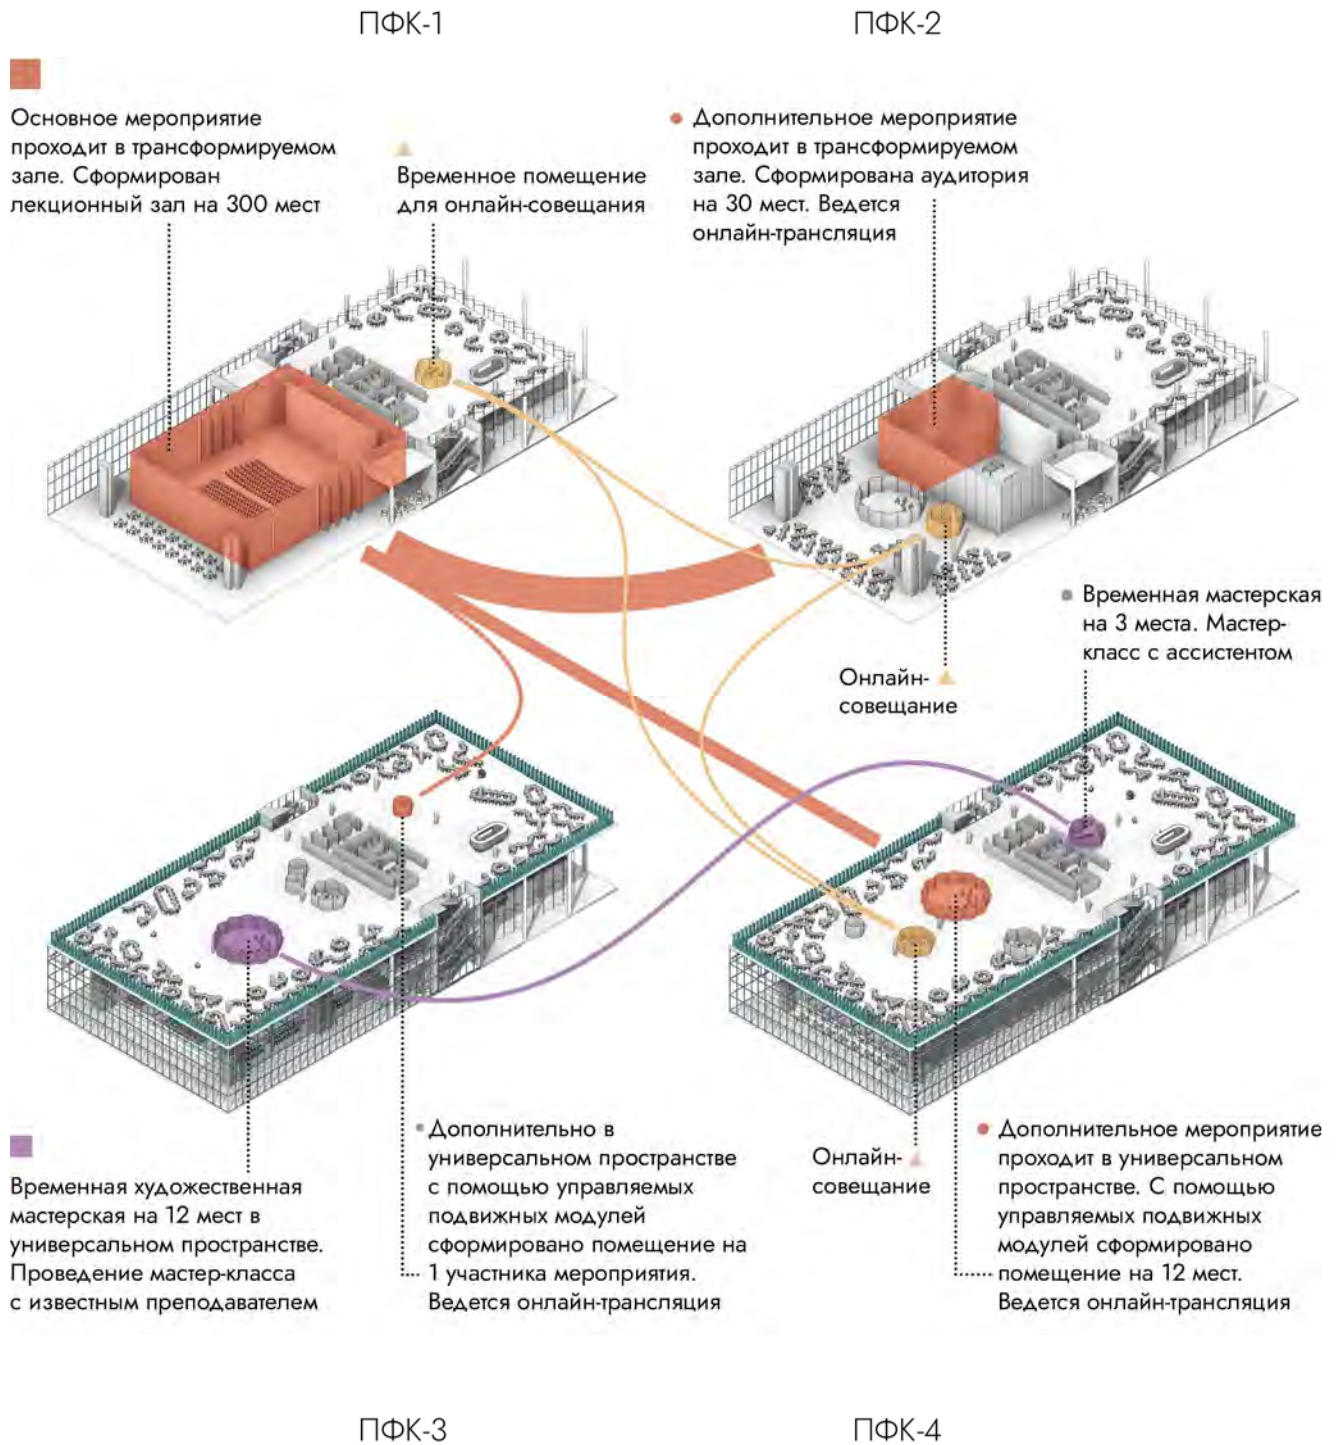 ПФК-1
ПФК-2
Основное мероприятие
проходит в трансформируемом
зале. Сформирован
лекционный зал на 300 мест
Временное помещение
для онлайн-совещания
Дополнительное мероприятие
проходит в трансформируемом
зале. Сформирована аудитория
на 30 мест. Ведется
онлайн-трансляция
Временная мастерская
на 3 места. Мастер-
класс с ассистентом
Онлайн-
совещание
Временная художественная
мастерская на 12 мест в
универсальном пространстве.
Проведение мастер-класса
с известным преподавателем
Дополнительно в
универсальном пространстве
с помощью управляемых
подвижных модулей
сформировано помещение на
1 участника мероприятия.
Ведется онлайн-трансляция
Онлайн-
совещание
Дополнительное мероприятие
проходит в универсальном
пространстве. С помощью
управляемых подвижных
модулей сформировано
помещение на 12 мест.
Ведется онлайн-трансляция
ПФК-3
ПФК-4